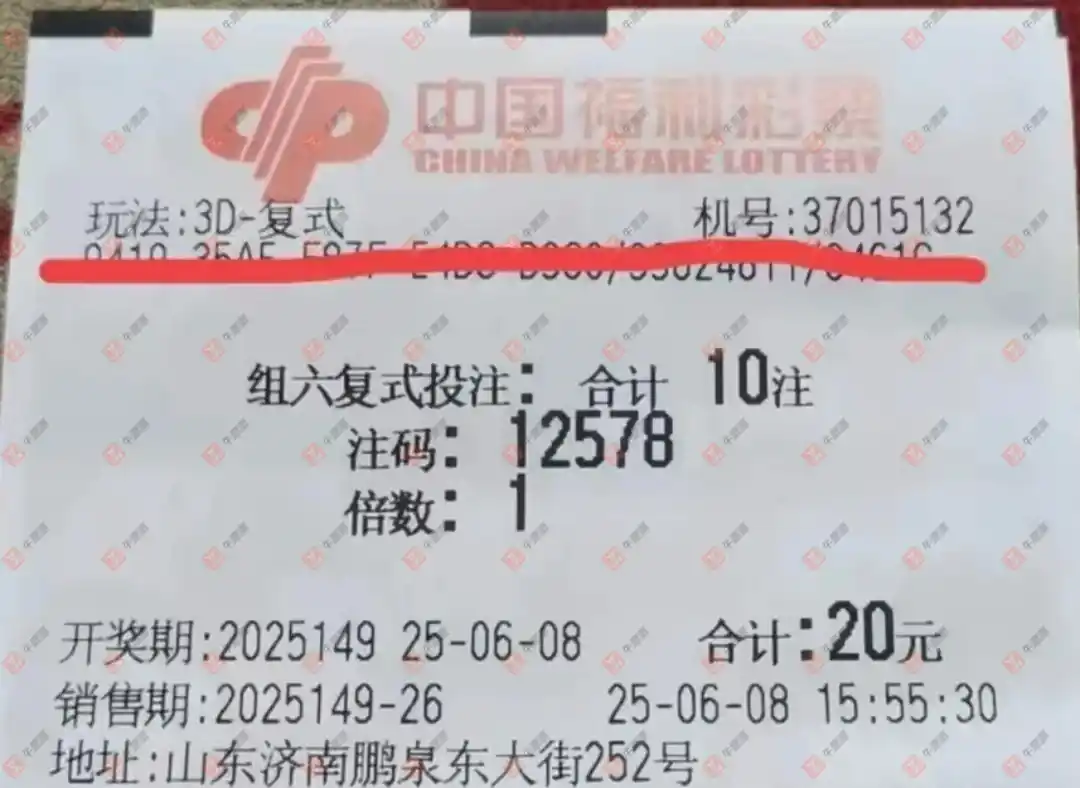 中国福利彩票
CHINA WELFARE LOTTERY
玩法:3D-复式 机号:37015132
组六复式投注: 合计 10注
注码: 12578
倍数: 1
开奖期:2025149 25-06-08 合计:20元
销售期:2025149-26 25-06-08 15:55:30
地址:山东济南鹏泉东大街252号